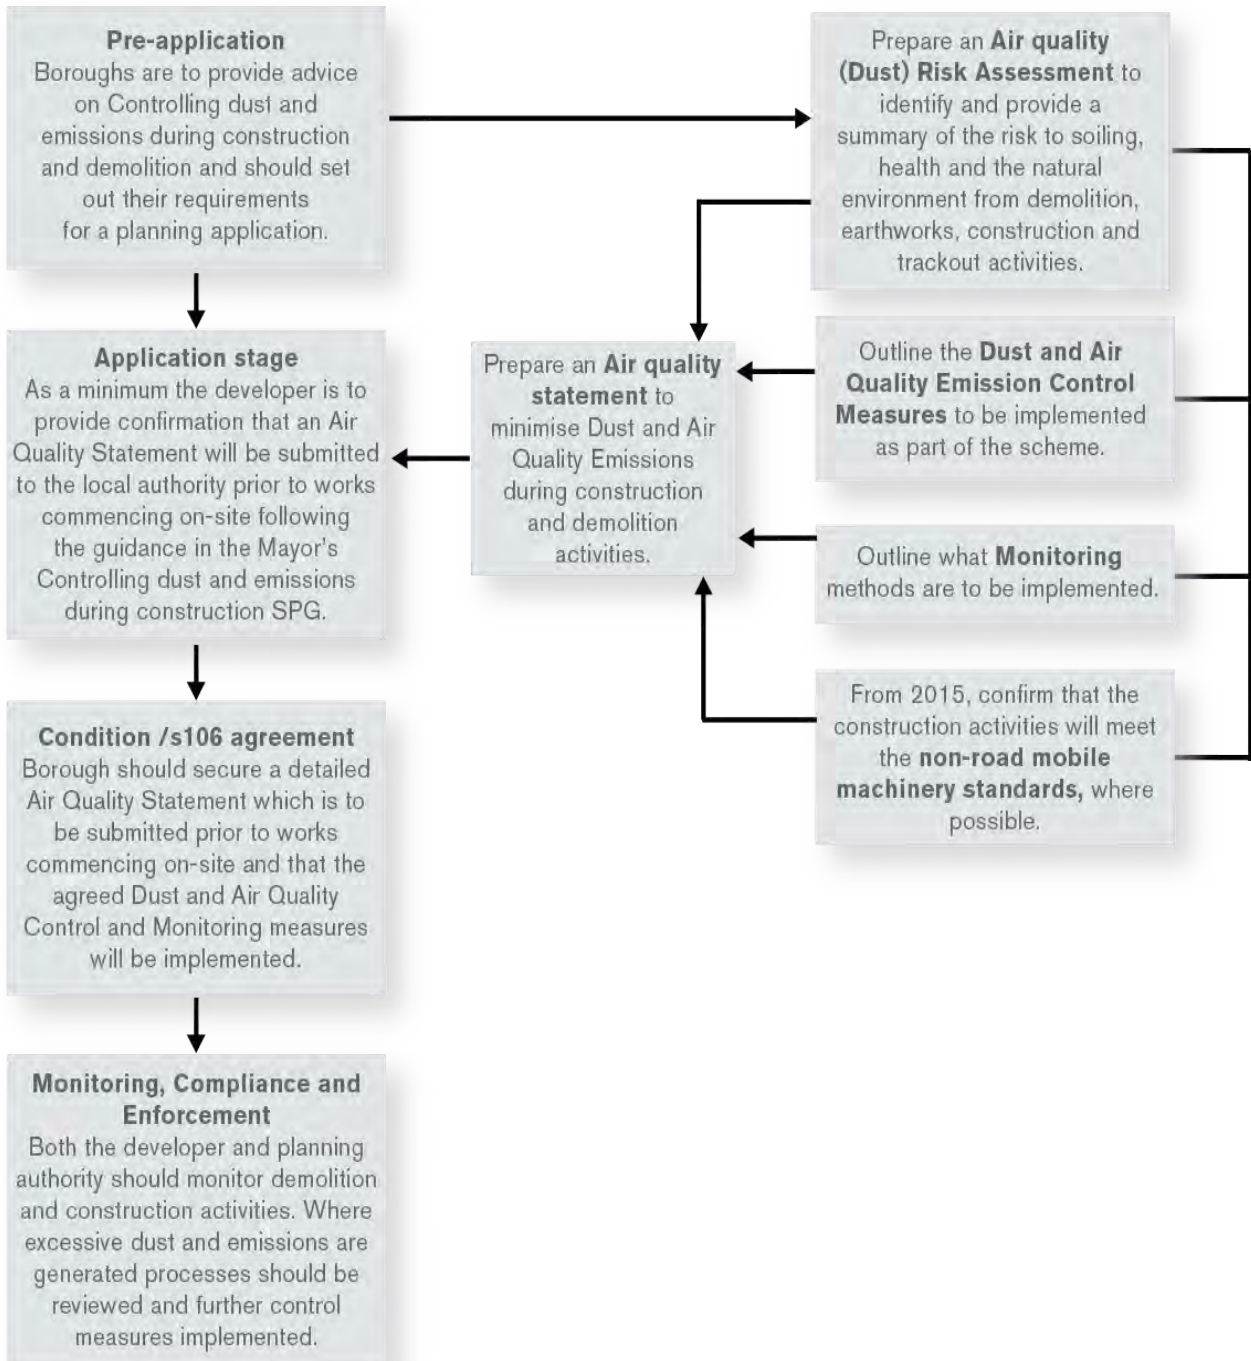 Pre-application
Boroughs are to provide advice
on Controlling dust and
emissions during construction
and demolition and should set
out their requirements
for a planning application.
Application stage
As a minimum the developer is to
provide confirmation that an Air
Quality Statement will be submitted
to the local authority prior to works
commencing on-site following
the guidance in the Mayor's
Controlling dust and emissions
during construction SPG.
Condition /s106 agreement
Borough should secure a detailed
Air Quality Statement which is to
be submitted prior to works
commencing on-site and that the
agreed Dust and Air Quality
Control and Monitoring measures
will be implemented.
Monitoring, Compliance and
Enforcement
Both the developer and planning
authority should monitor demolition
and construction activities. Where
excessive dust and emissions are
generated processes should be
reviewed and further control
measures implemented.
Prepare an Air quality
statement to
minimise Dust and Air
Quality Emissions
during construction
and demolition
activities.
Prepare an Air quality
(Dust) Risk Assessment to
identify and provide a
summary of the risk to soiling,
health and the natural
environment from demolition,
earthworks, construction and
trackout activities.
Outline the Dust and Air
Quality Emission Control
Measures to be implemented
as part of the scheme.
Outline what Monitoring
methods are to be implemented.
From 2015, confirm that the
construction activities will meet
the non-road mobile
machinery standards, where
possible.